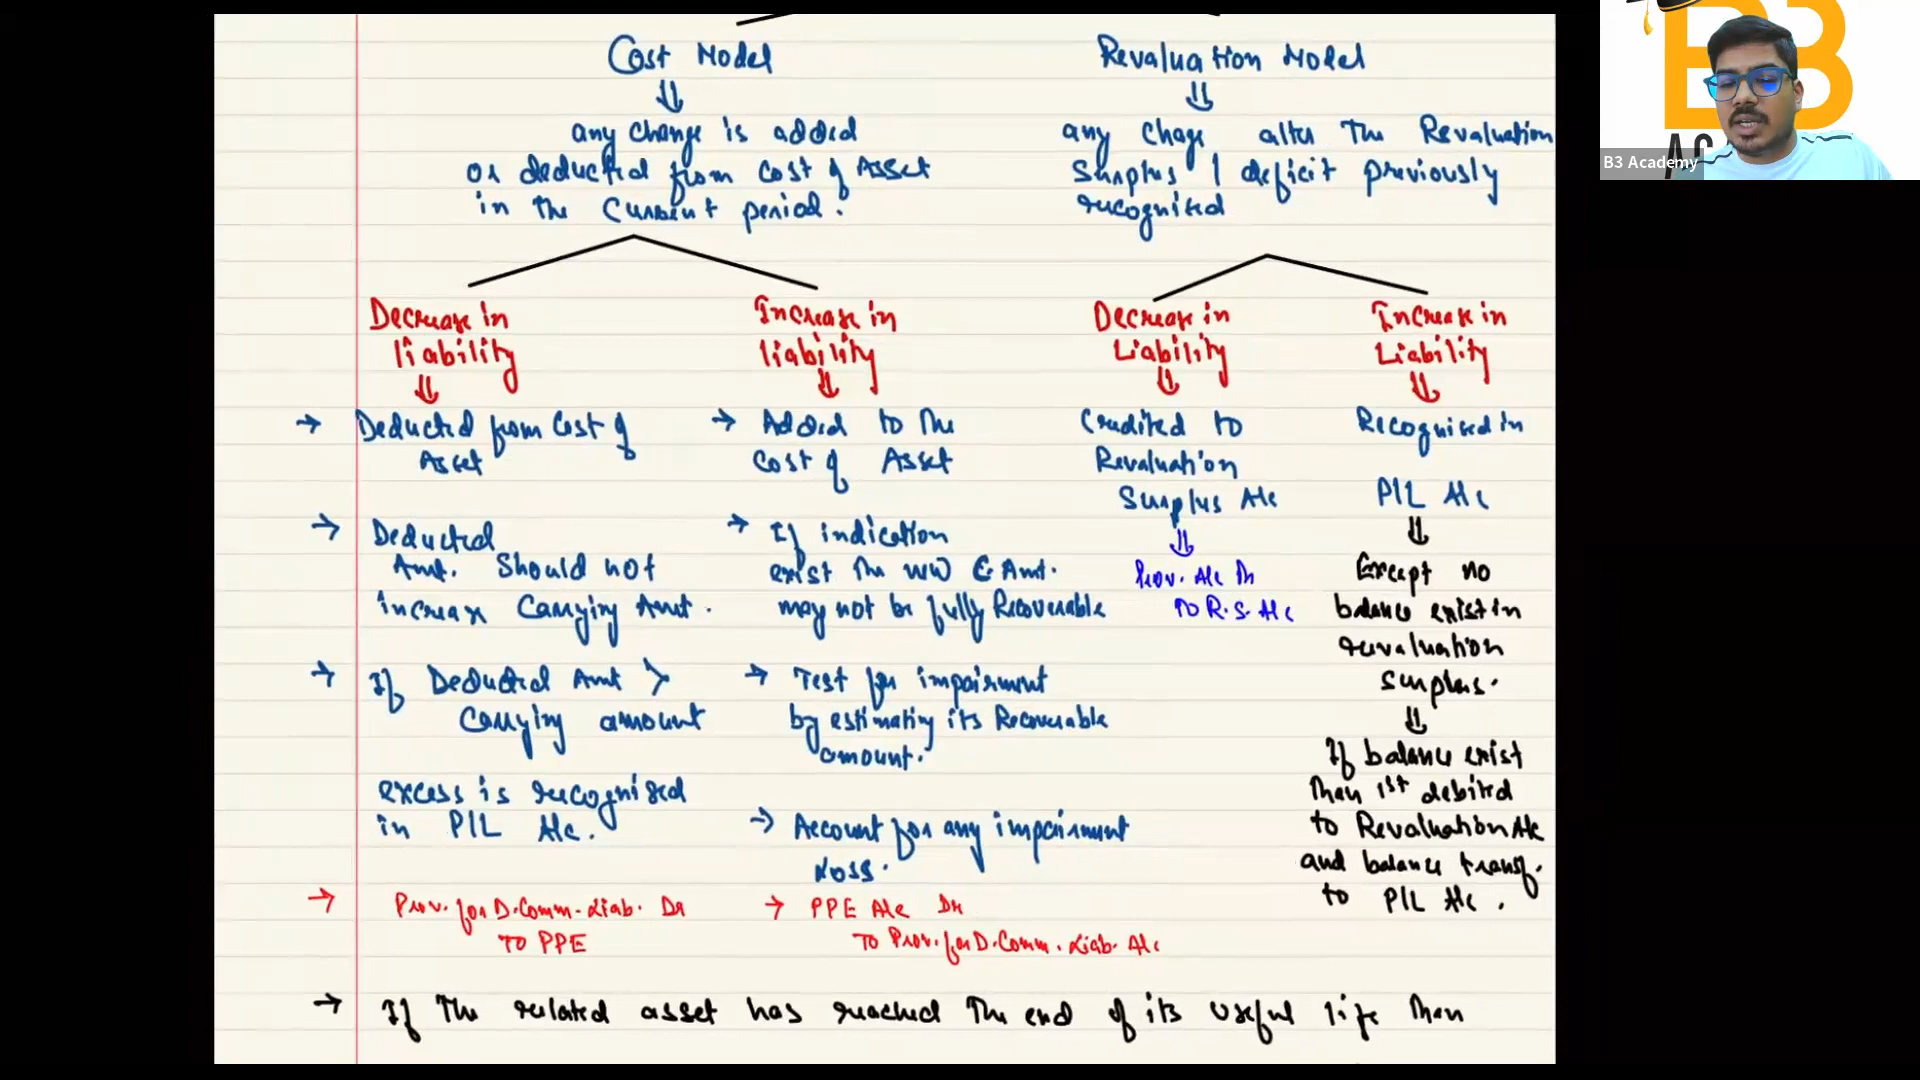 Cost Model
⇓
any change is added
or deducted from cost of Asset
in the current period.
Decrease in
liability
⇓
→ Deducted from Cost of
Asset
→ Deducted
Amt. Should not
increase Carrying Amt.
→ If Deducted Amt >
Carrying amount
excess is recognised
in P/L A/c.
→ Prov. for D.Comm. Liab. Dr
To PPE
Increase in
liability
⇓
→ Added to the
Cost of Asset
→ If indication
exist the new C.Amt.
may not be fully Recoverable
→ Test for impairment
by estimating its Recoverable
amount.
→ Account for any impairment
Loss.
→ PPE A/c Dr
To Prov. for D.Comm. Liab. A/c
Revaluation Model
⇓
any Chage alter the Revaluation
Surplus / deficit previously
recognised
Decrease in
Liability
⇓
Credited to
Revaluation
Surplus A/c
⇓
Prov. A/c Dr
To R.S. A/c
Increase in
Liability
⇓
Recognised in
P/L A/c
⇓
Except no
balance exist in
revaluation
surplus.
⇓
If balance exist
then 1st debited
to Revaluation A/c
and balance transf.
to P/L A/c.
→ If the related asset has reached the end of its useful life then
B3
AC
B3 Academy